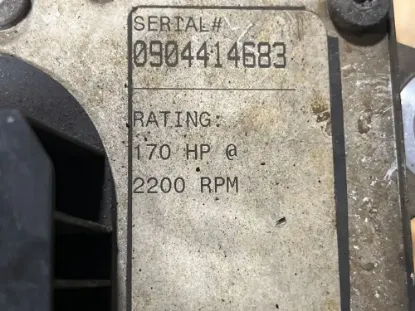 SERIAL#
0904414683
RATING:
170 HP @
2200 RPM